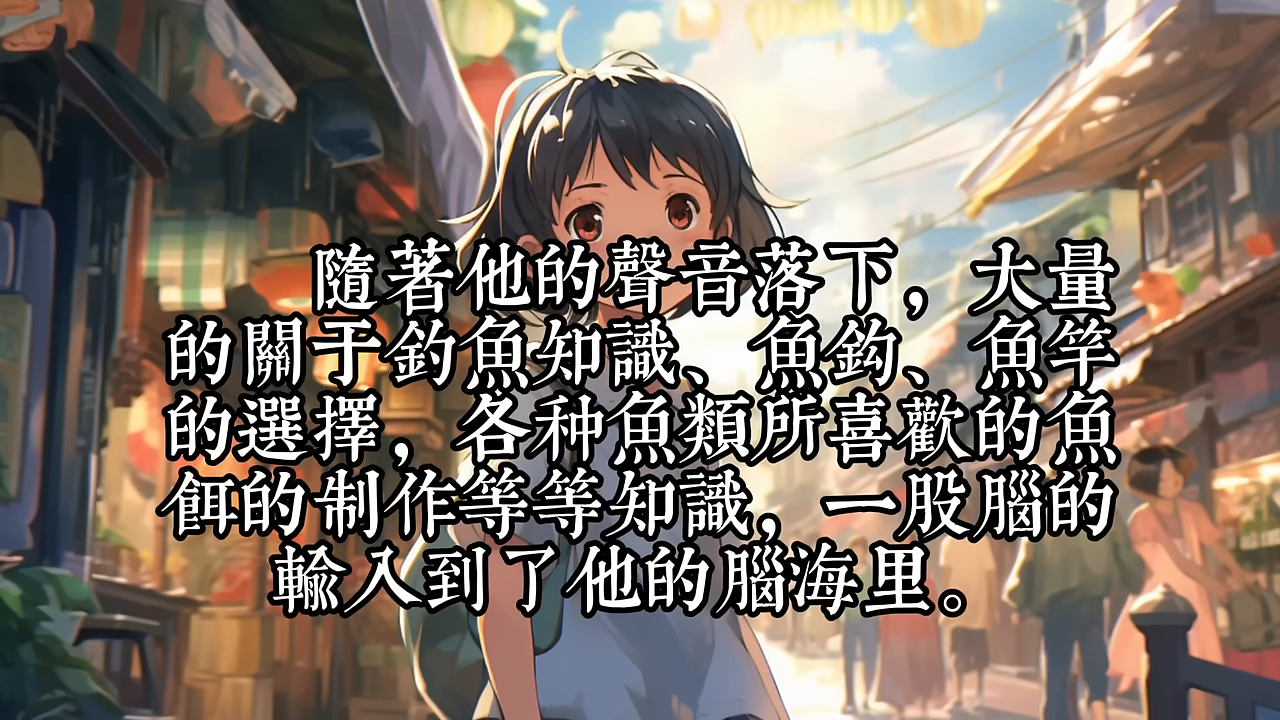 隨著他的聲音落下，大量
的關于釣魚知識、魚鈎、魚竿
的選擇，各种魚類所喜歡的魚
餌的制作等等知識，一股腦的
輸入到了他的腦海里。